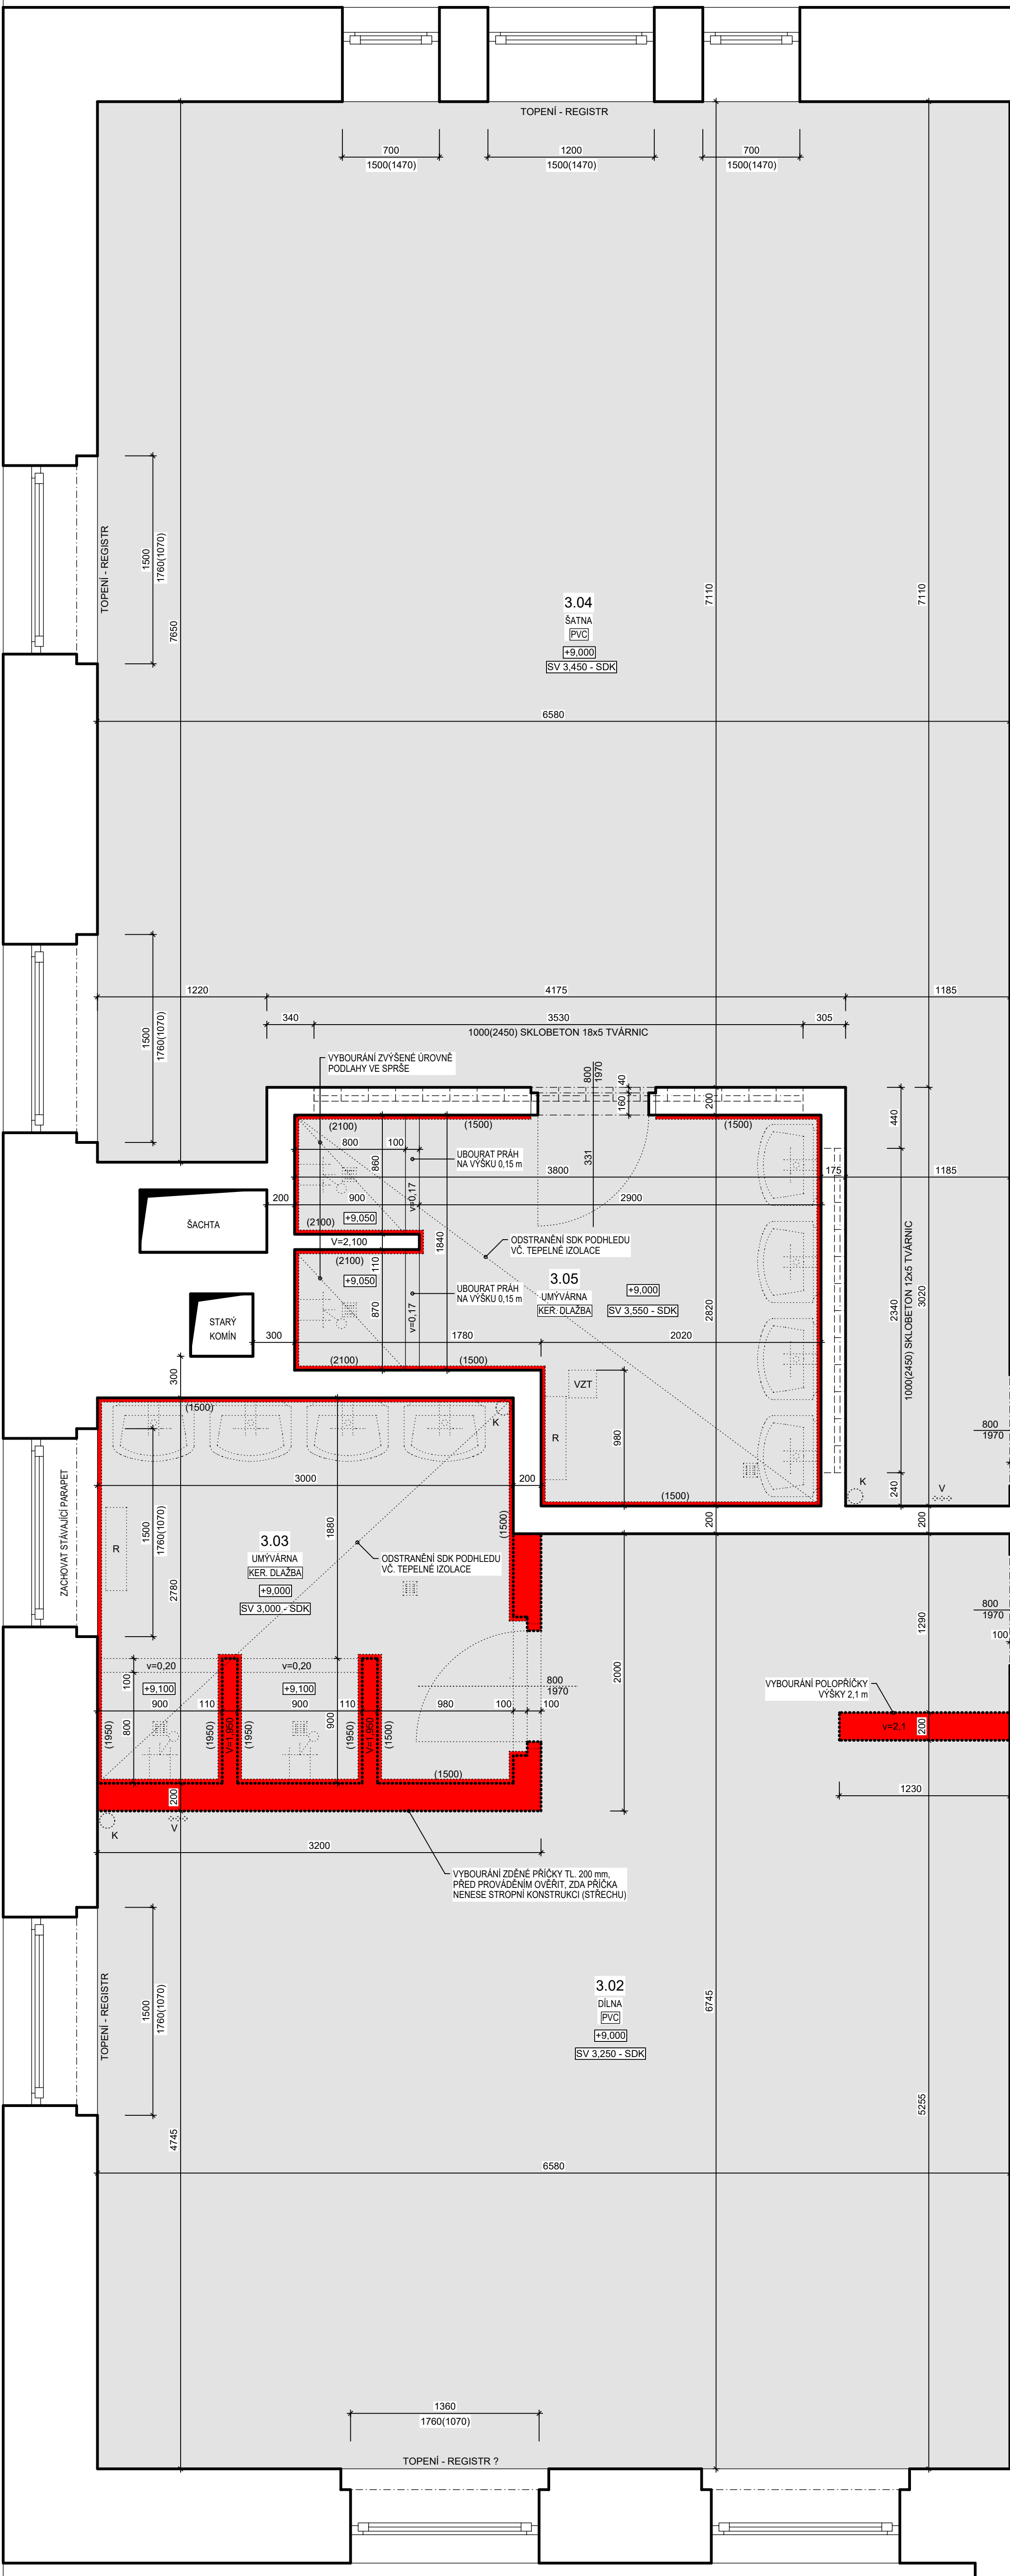 TOPENÍ - REGISTR
700
1500(1470)
1200
1500(1470)
700
1500(1470)
TOPENÍ - REGISTR
1500
1760(1070)
7650
7110
7110
3.04
ŠATNA
PVC
+9,000
SV 3,450 - SDK
6580
1500
1760(1070)
1220
4175
1185
340
3530
305
1000(2450) SKLOBETON 18x5 TVÁRNIC
VYBOURÁNÍ ZVÝŠENÉ ÚROVNĚ
PODLAHY VE SPRŠE
800
1970
40
160
200
440
(2100)
(1500)
(1500)
800
100
860
UBOURAT PRÁH
NA VÝŠKU 0,15 m
3800
331
175
1185
200
900
v=0,17
2900
(2100)
+9,050
ŠACHTA
V=2,100
1840
ODSTRANĚNÍ SDK PODHLEDU
VČ. TEPELNÉ IZOLACE
(2100)
110
+9,050
3.05
UMÝVÁRNA
KER. DLAŽBA
+9,000
SV 3,550 - SDK
UBOURAT PRÁH
NA VÝŠKU 0,15 m
870
v=0,17
2820
2340
1000(2450) SKLOBETON 12x5 TVÁRNIC
3020
STARÝ
KOMÍN
300
1780
2020
(2100)
(1500)
300
VZT
R
980
(1500)
K
800
1970
3000
200
(1500)
240
K
V
ZACHOVAT STÁVAJÍCÍ PARAPET
1500
1760(1070)
2780
1880
(1500)
200
200
R
3.03
UMÝVÁRNA
KER. DLAŽBA
+9,000
SV 3,000 - SDK
ODSTRANĚNÍ SDK PODHLEDU
VČ. TEPELNÉ IZOLACE
800
1970
100
1290
2000
v=0,20
v=0,20
100
+9,100
+9,100
800
1970
VYBOURÁNÍ POLOPŘÍČKY
VÝŠKY 2,1 m
900
110
900
110
980
100
100
(1950)
800
(1950)
V=1,950
(1950)
900
(1950)
V=1,950
(1500)
(1500)
v=2,1
200
200
1230
K
V
3200
VYBOURÁNÍ ZDĚNÉ PŘÍČKY TL. 200 mm,
PŘED PROVÁDĚNÍM OVĚŘIT, ZDA PŘÍČKA
NENESE STROPNÍ KONSTRUKCI (STŘECHU)
TOPENÍ - REGISTR
1500
1760(1070)
3.02
DÍLNA
PVC
+9,000
SV 3,250 - SDK
6745
5255
4745
6580
1360
1760(1070)
TOPENÍ - REGISTR ?